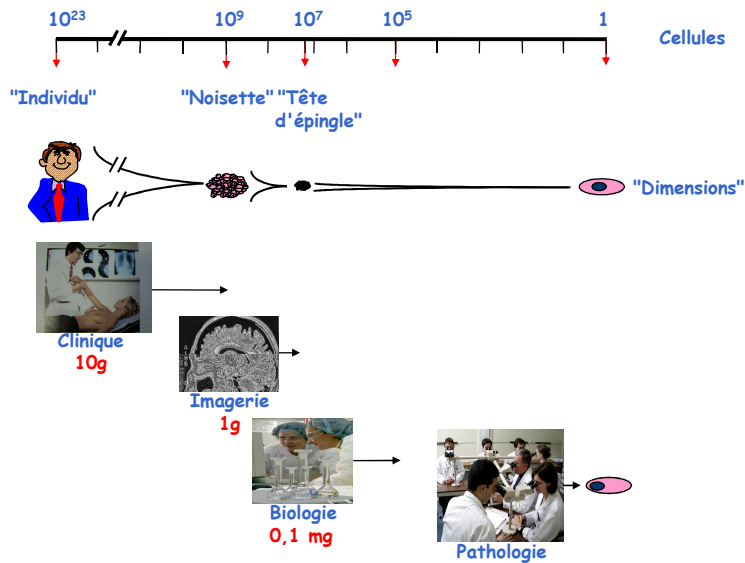 10²³ 10⁹ 10⁷ 10⁵ 1 Cellules
"Individu" "Noisette" "Tête
d'épingle"
"Dimensions"
Clinique
10g
Imagerie
1g
Biologie
0,1 mg
Pathologie